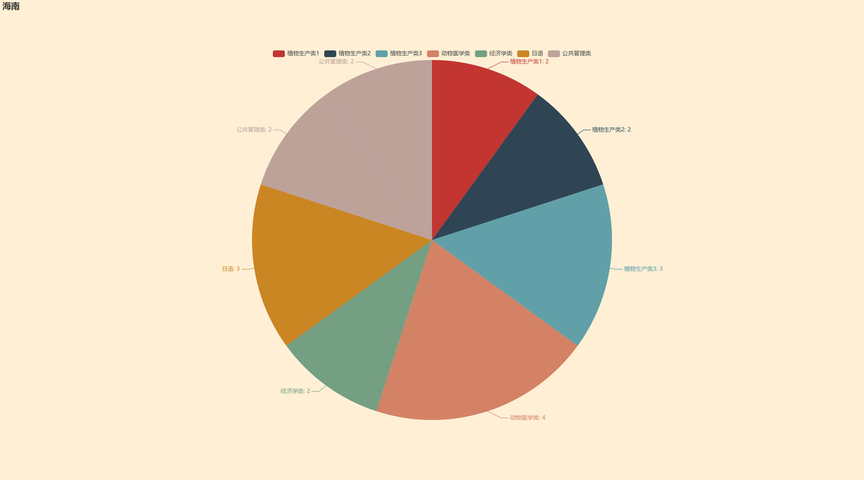 海南
植物生产类1 植物生产类2 植物生产类3 动物医学类 经济学类 日语 公共管理类
公共管理类: 2
植物生产类1: 2
公共管理类: 2
植物生产类2: 2
日语: 3
植物生产类3: 3
经济学类: 2
动物医学类: 4